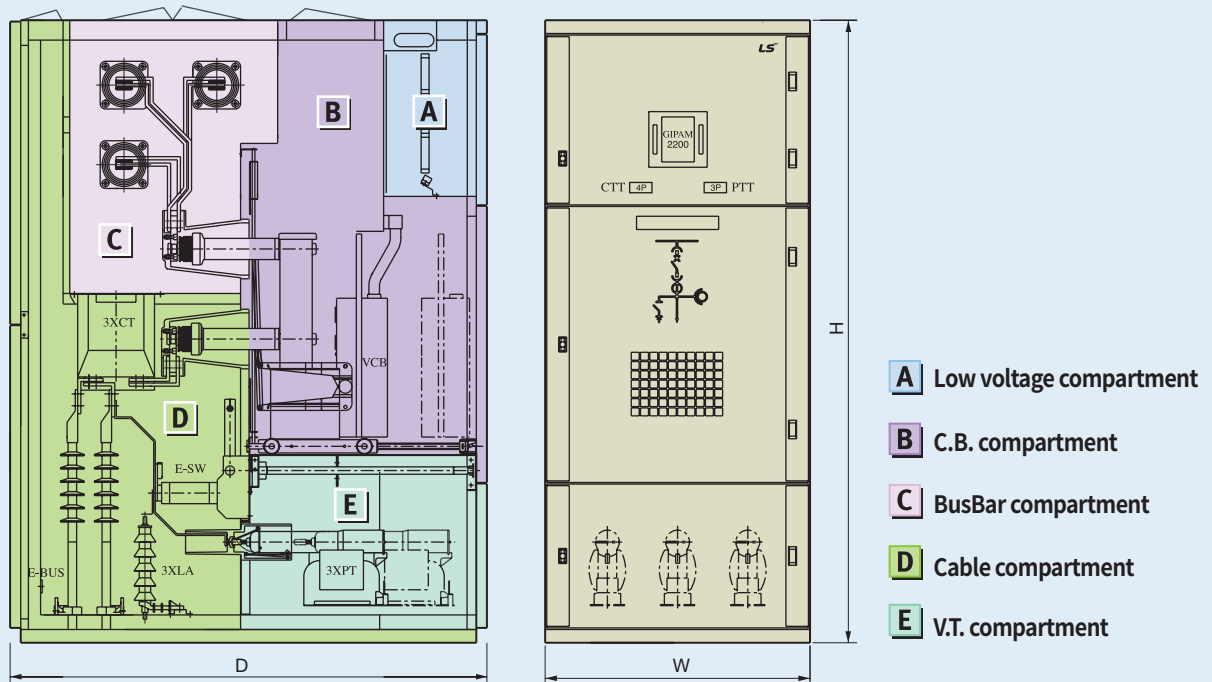 B
A
C
3XCT
VCB
D
E-SW
E
E-BUS
3XLA
3XPT
D
LS
GIPAM
2200
CTT 4P 3P PTT
H
W
A Low voltage compartment
B C.B. compartment
C BusBar compartment
D Cable compartment
E V.T. compartment